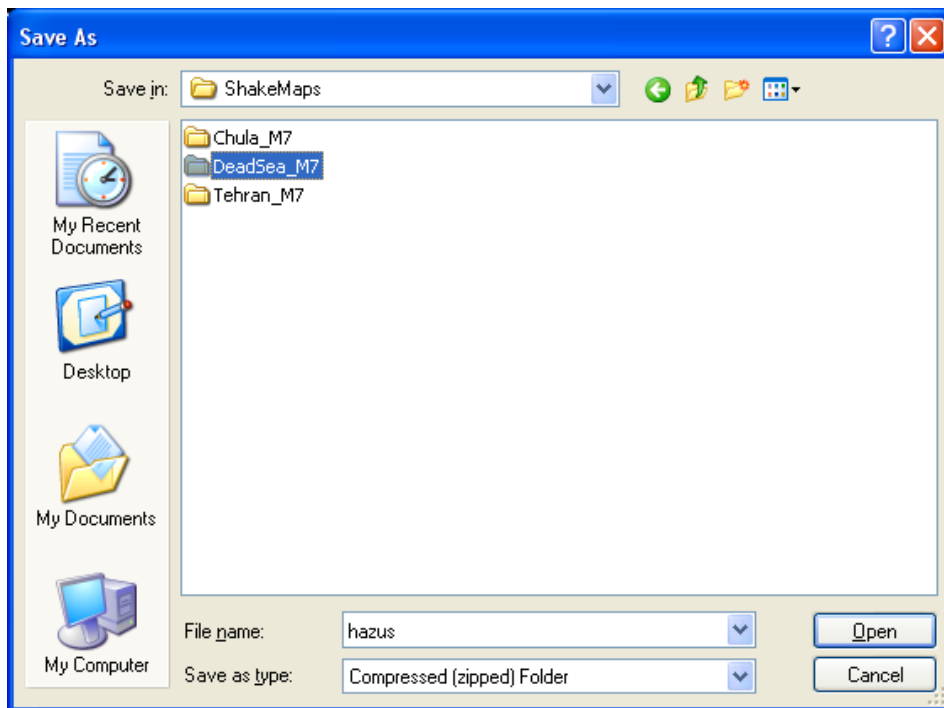 Save As
Save in:
ShakeMaps
Chula_M7
DeadSea_M7
Tehran_M7
My Recent
Documents
Desktop
My Documents
My Computer
File name:
hazus
Open
Save as type:
Compressed (zipped) Folder
Cancel